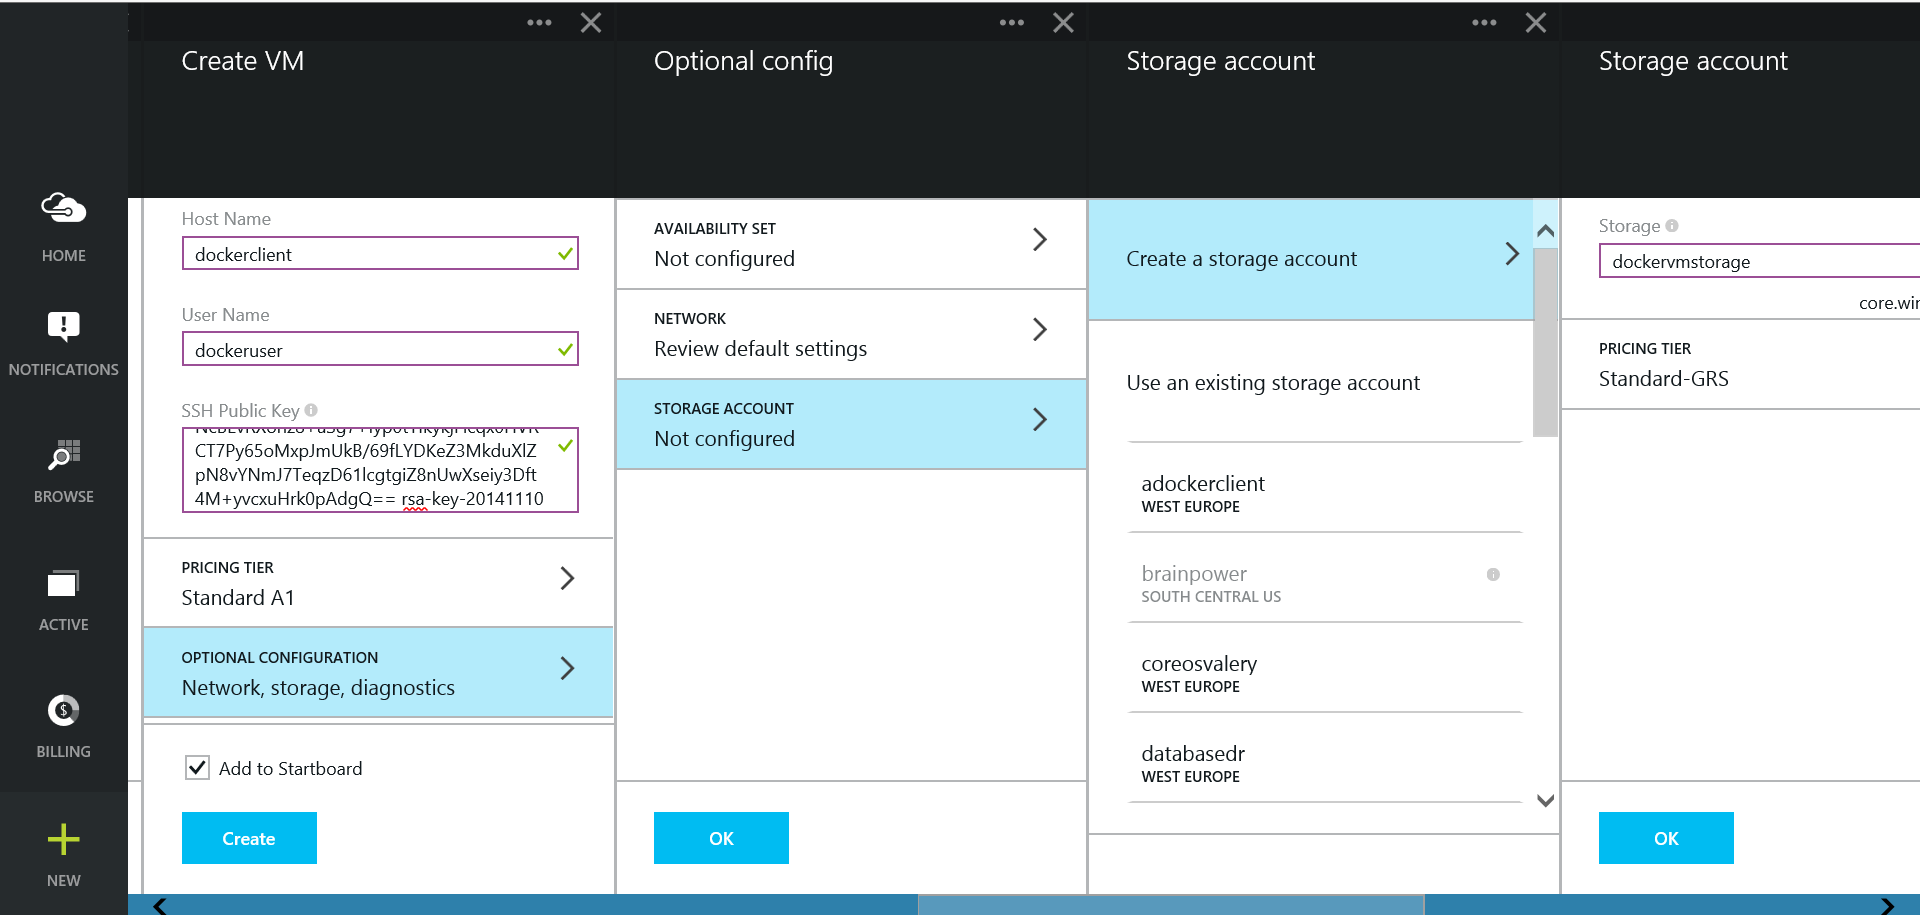 HOME
NOTIFICATIONS
BROWSE
ACTIVE
BILLING
NEW
Create VM
Host Name
dockerclient
User Name
dockeruser
SSH Public Key
CT7Py65oMxpJmUkB/69fLYDKeZ3MkduXlZ
pN8vYNmJ7TeqzD61lcgtgiZ8nUwXseiy3Dft
4M+yvcxuHrk0pAdgQ== rsa-key-20141110
PRICING TIER
Standard A1
OPTIONAL CONFIGURATION
Network, storage, diagnostics
Add to Startboard
Create
Optional config
AVAILABILITY SET
Not configured
NETWORK
Review default settings
STORAGE ACCOUNT
Not configured
OK
Storage account
Create a storage account
Use an existing storage account
adockerclient
WEST EUROPE
brainpower
SOUTH CENTRAL US
coreosvalery
WEST EUROPE
databasedr
WEST EUROPE
Storage account
Storage
dockervmstorage
core.wi
PRICING TIER
Standard-GRS
OK